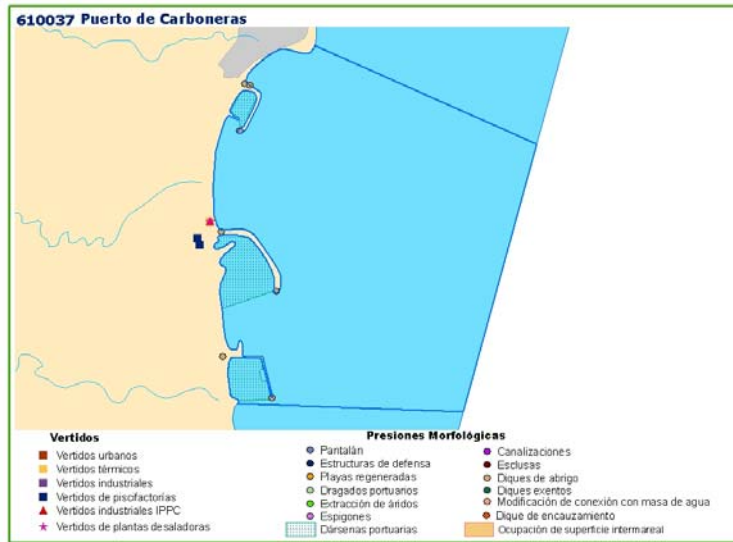 610037 Puerto de Carboneras
Vertidos
Vertidos urbanos
Vertidos térmicos
Vertidos industriales
Vertidos de piscifactorías
Vertidos industriales IPPC
Vertidos de plantas desaladoras
Presiones Morfológicas
Pantalán
Estructuras de defensa
Playas regeneradas
Dragados portuarios
Extracción de áridos
Espigones
Dársenas portuarias
Canalizaciones
Esclusas
Diques de abrigo
Diques exentos
Modificación de conexión con masa de agua
Dique de encauzamiento
Ocupación de superficie intermareal